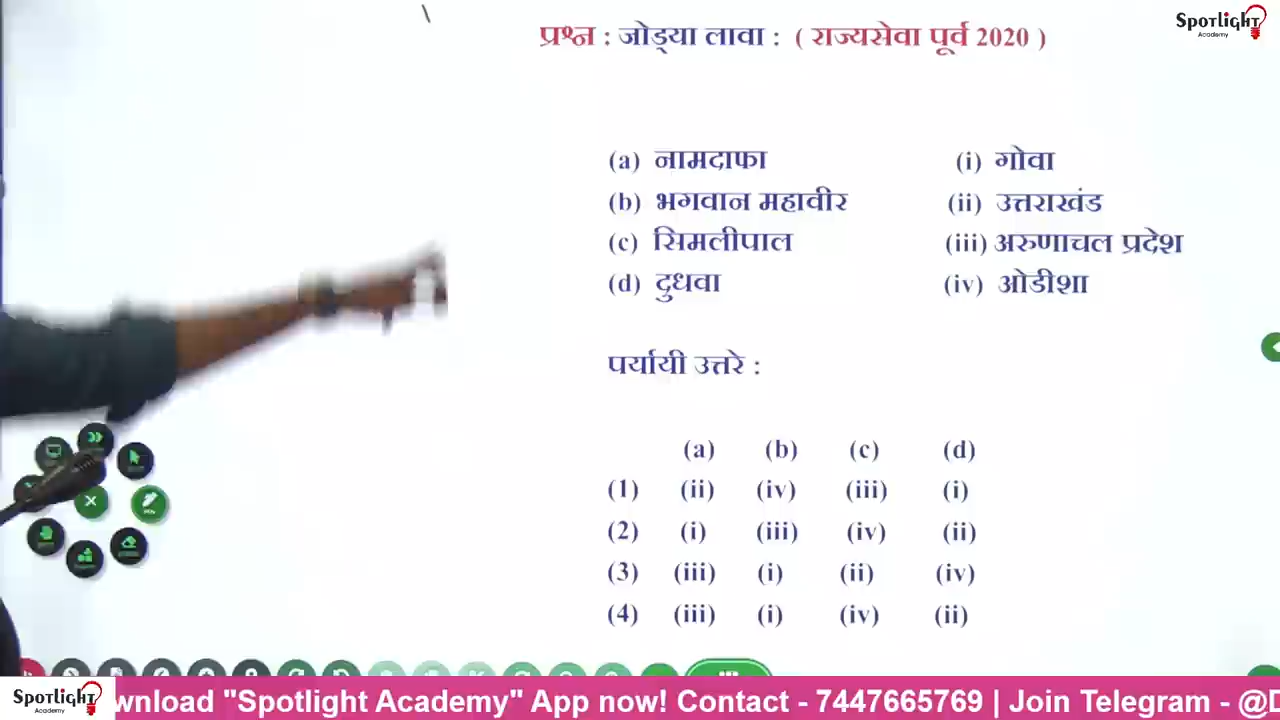 Spotlight
Academy
प्रश्न : जोड्या लावा : ( राज्यसेवा पूर्व 2020 )
(a) नामदाफा (i) गोवा
(b) भगवान महावीर (ii) उत्तराखंड
(c) सिमलीपाल (iii) अरुणाचल प्रदेश
(d) दुधवा (iv) ओडीशा
पर्यायी उत्तरे :
(a) (b) (c) (d)
(1) (ii) (iv) (iii) (i)
(2) (i) (iii) (iv) (ii)
(3) (iii) (i) (ii) (iv)
(4) (iii) (i) (iv) (ii)
Spotlight
Academy
wnload "Spotlight Academy" App now! Contact - 7447665769 | Join Telegram - @D